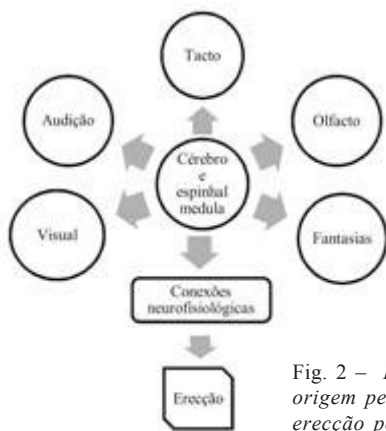 Tacto
Audição
Olfacto
Cérebro
e
espinhal
medula
Visual
Fantasias
Conexões
neurofisiológicas
Erecção
Fig. 2 –
origem pe
erecção p